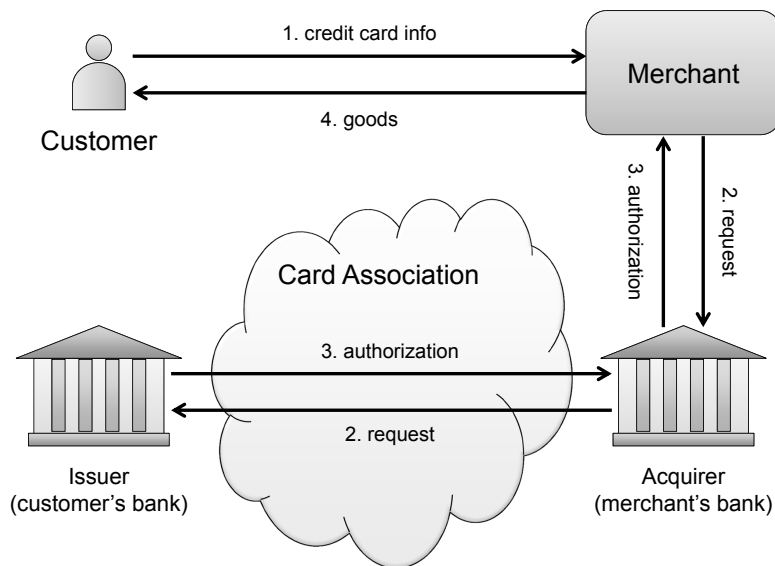 1. credit card info
Merchant
4. goods
Customer
3. authorization
2. request
Card Association
3. authorization
2. request
Issuer
(customer's bank)
Acquirer
(merchant's bank)